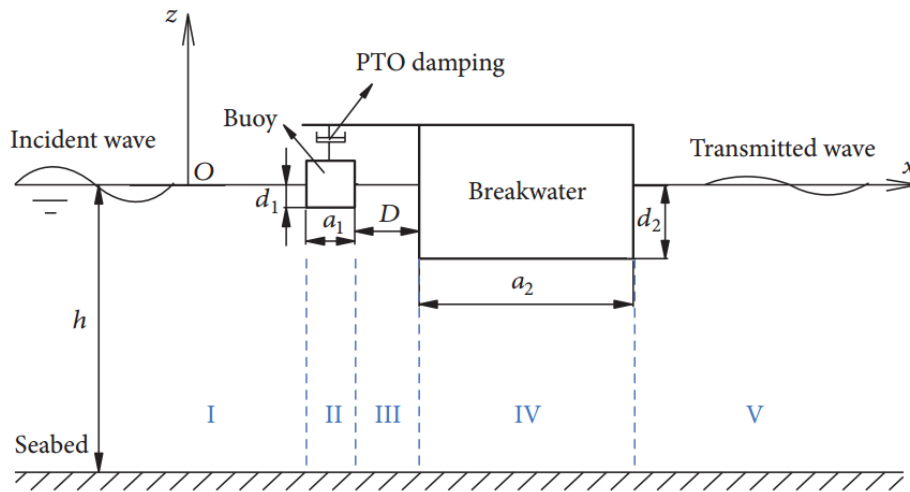 z
PTO damping
Buoy
Incident wave
Transmitted wave
O
x
d₁
Breakwater
d₂
a₁
D
a₂
h
I
II
III
IV
V
Seabed